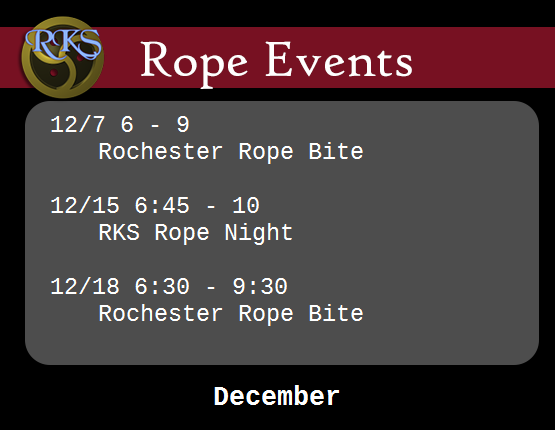 RKS
Rope Events
12/7 6 - 9
Rochester Rope Bite
12/15 6:45 - 10
RKS Rope Night
12/18 6:30 - 9:30
Rochester Rope Bite
December